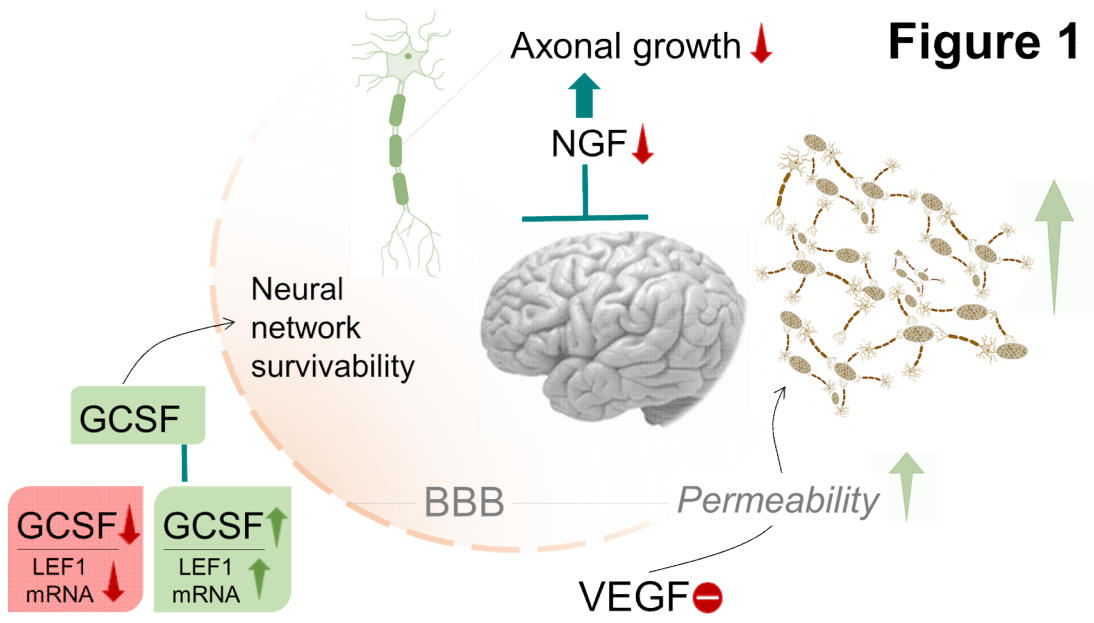 Figure 1
Axonal growth
NGF
Neural
network
survivability
GCSF
BBB
Permeability
GCSF
LEF1
mRNA
GCSF
LEF1
mRNA
VEGF